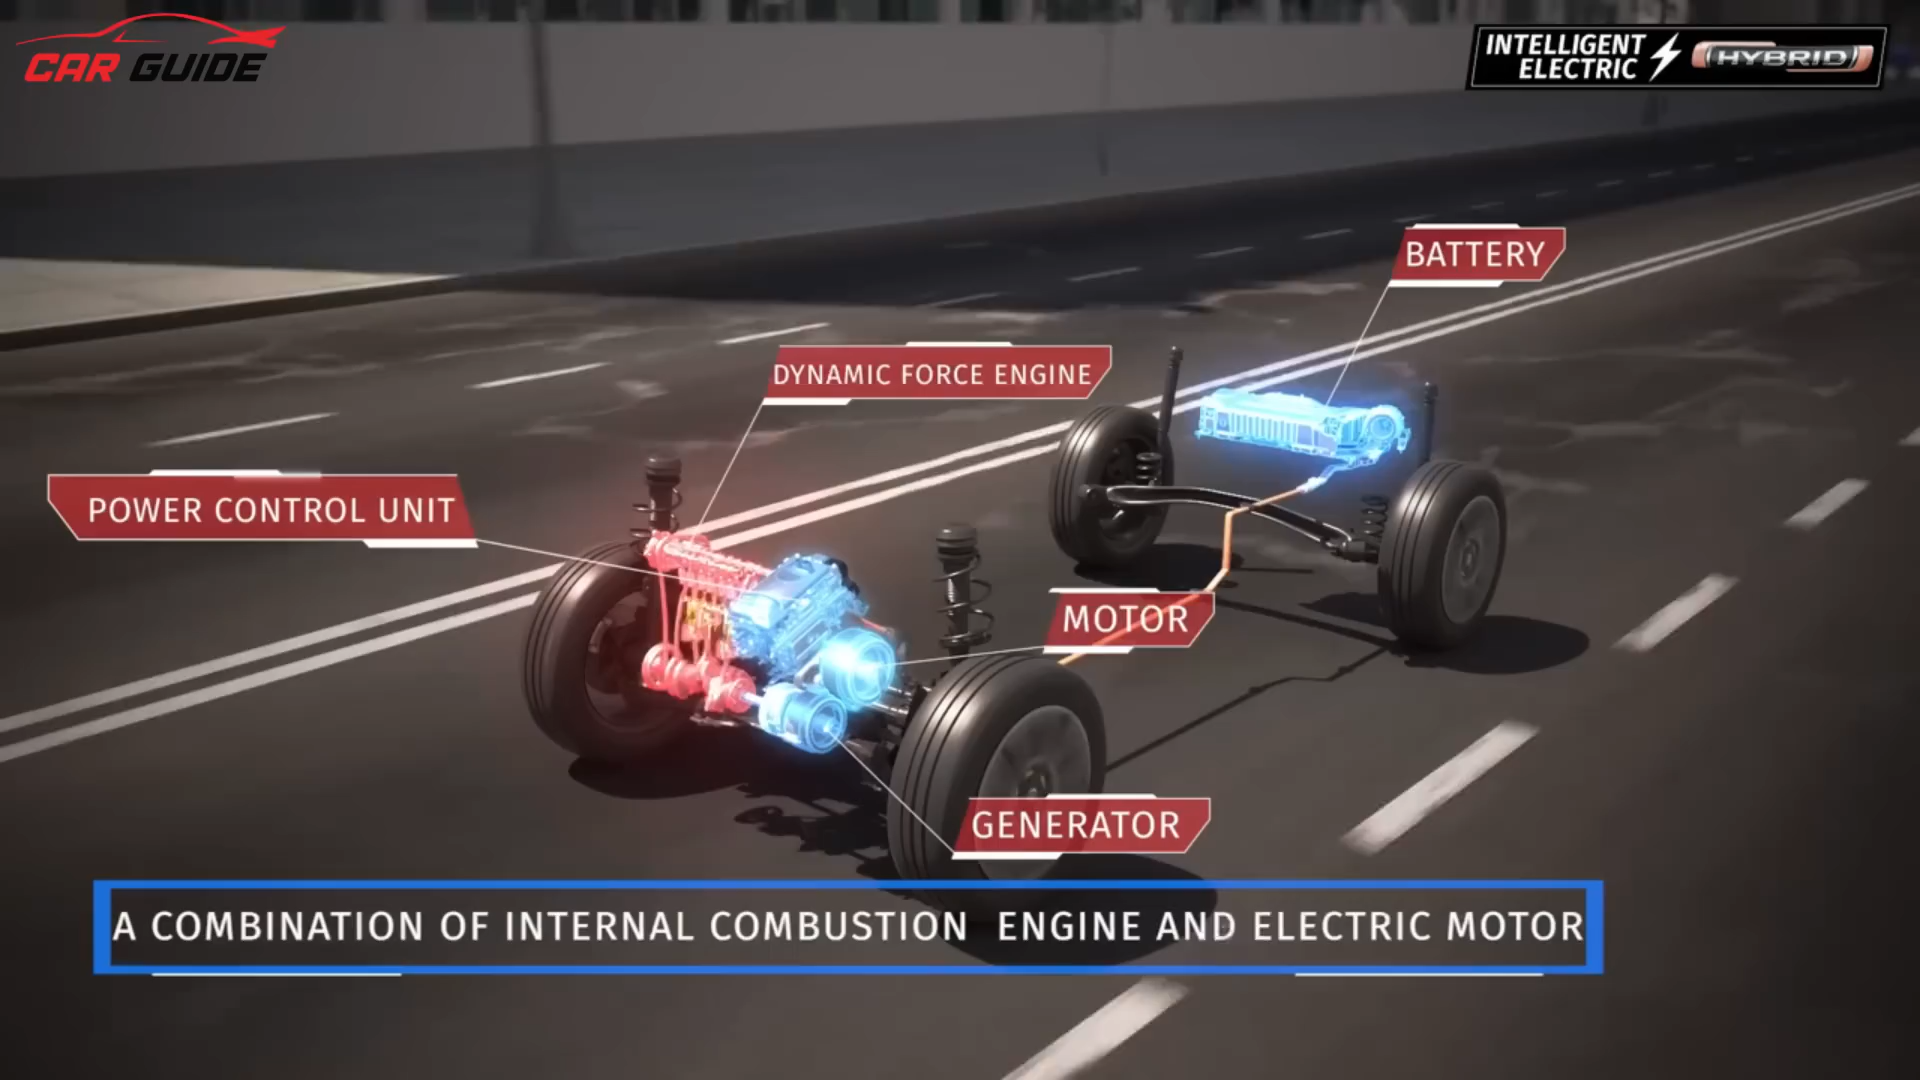 CAR GUIDE
INTELLIGENT
ELECTRIC
HYBRID
BATTERY
DYNAMIC FORCE ENGINE
POWER CONTROL UNIT
MOTOR
GENERATOR
A COMBINATION OF INTERNAL COMBUSTION ENGINE AND ELECTRIC MOTOR